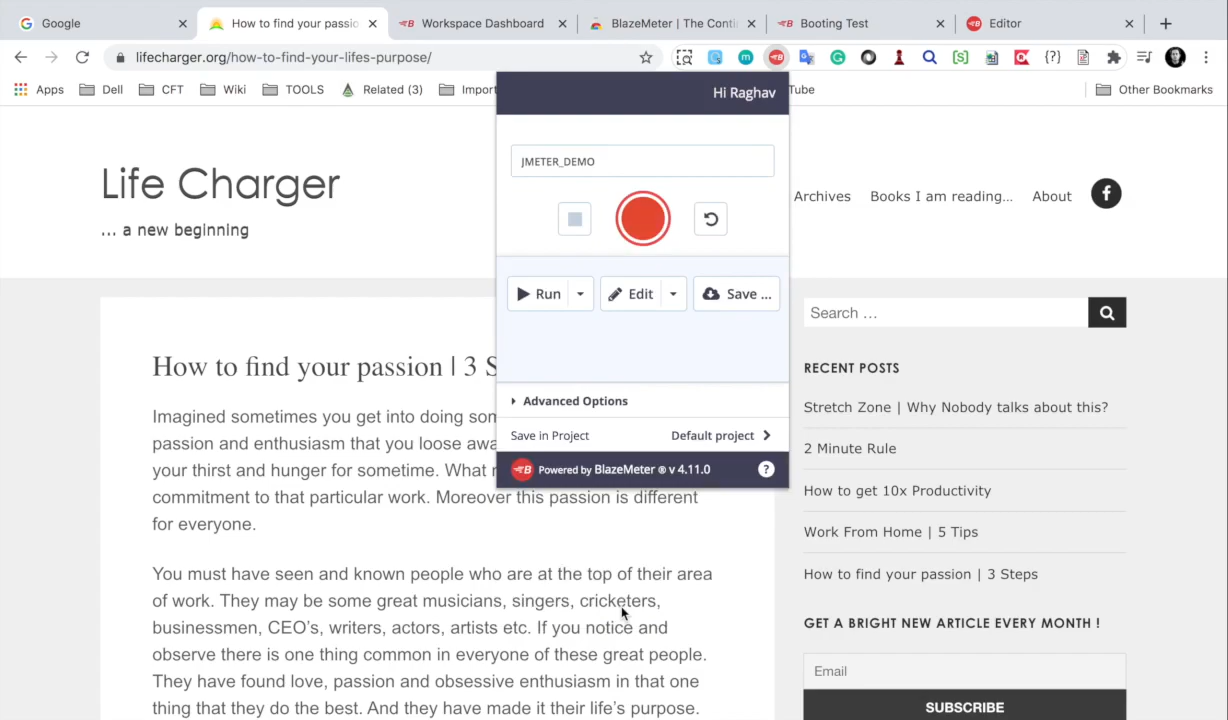 Google
How to find your passio
Workspace Dashboard
BlazeMeter | The Conti
Booting Test
Editor
lifecharger.org/how-to-find-your-lifes-purpose/
Apps
Dell
CFT
Wiki
TOOLS
Related (3)
Import
Tube
Other Bookmarks
Hi Raghav
JMETER_DEMO
Run
Edit
Save ...
Advanced Options
Save in Project
Default project
Powered by BlazeMeter ® v 4.11.0
Life Charger
... a new beginning
Archives
Books I am reading…
About
How to find your passion | 3 S
Imagined sometimes you get into doing som
passion and enthusiasm that you loose awa
your thirst and hunger for sometime. What
commitment to that particular work. Moreover this passion is different
for everyone.
You must have seen and known people who are at the top of their area
of work. They may be some great musicians, singers, cricketers,
businessmen, CEO's, writers, actors, artists etc. If you notice and
observe there is one thing common in everyone of these great people.
They have found love, passion and obsessive enthusiasm in that one
thing that they do the best. And they have made it their life's purpose.
Search …
RECENT POSTS
Stretch Zone | Why Nobody talks about this?
2 Minute Rule
How to get 10x Productivity
Work From Home | 5 Tips
How to find your passion | 3 Steps
GET A BRIGHT NEW ARTICLE EVERY MONTH !
Email
SUBSCRIBE